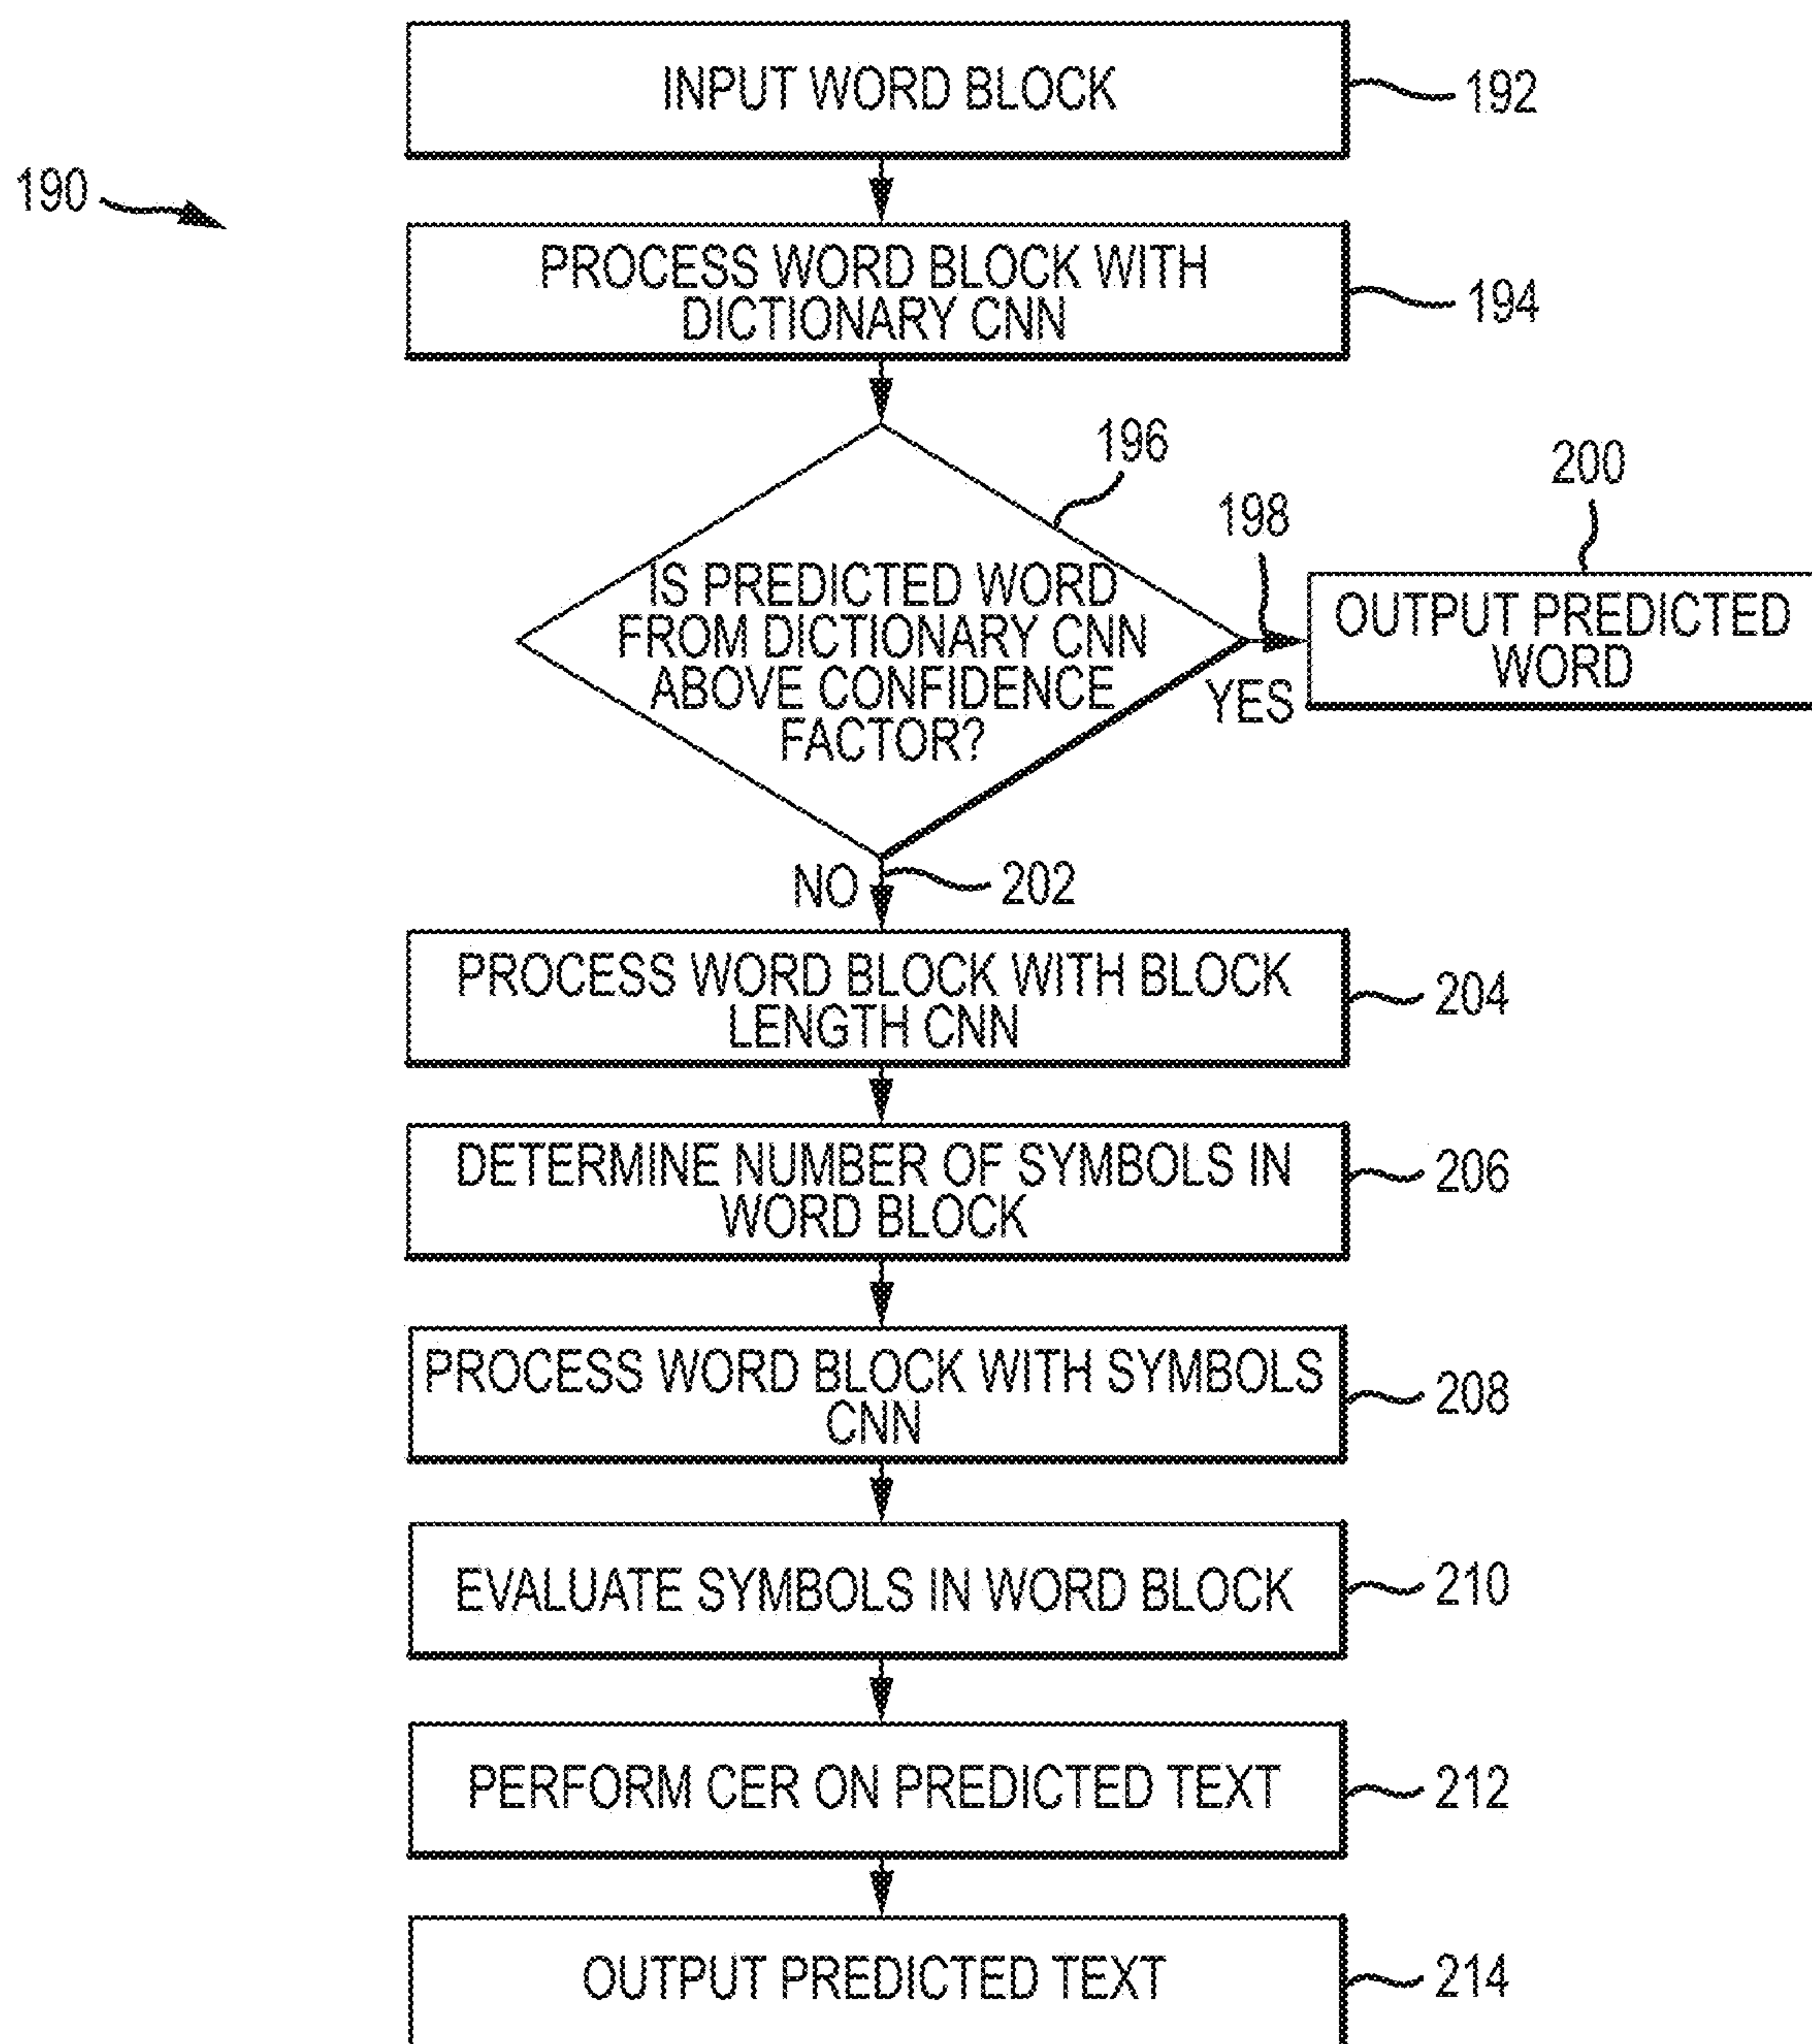 INPUT WORD BLOCK
192
190
PROCESS WORD BLOCK WITH
DICTIONARY CNN
194
196
198
200
IS PREDICTED WORD
FROM DICTIONARY CNN
ABOVE CONFIDENCE
FACTOR?
YES
OUTPUT PREDICTED
WORD
NO
202
PROCESS WORD BLOCK WITH BLOCK
LENGTH CNN
204
DETERMINE NUMBER OF SYMBOLS IN
WORD BLOCK
206
PROCESS WORD BLOCK WITH SYMBOLS
CNN
208
EVALUATE SYMBOLS IN WORD BLOCK
210
PERFORM CER ON PREDICTED TEXT
212
OUTPUT PREDICTED TEXT
214